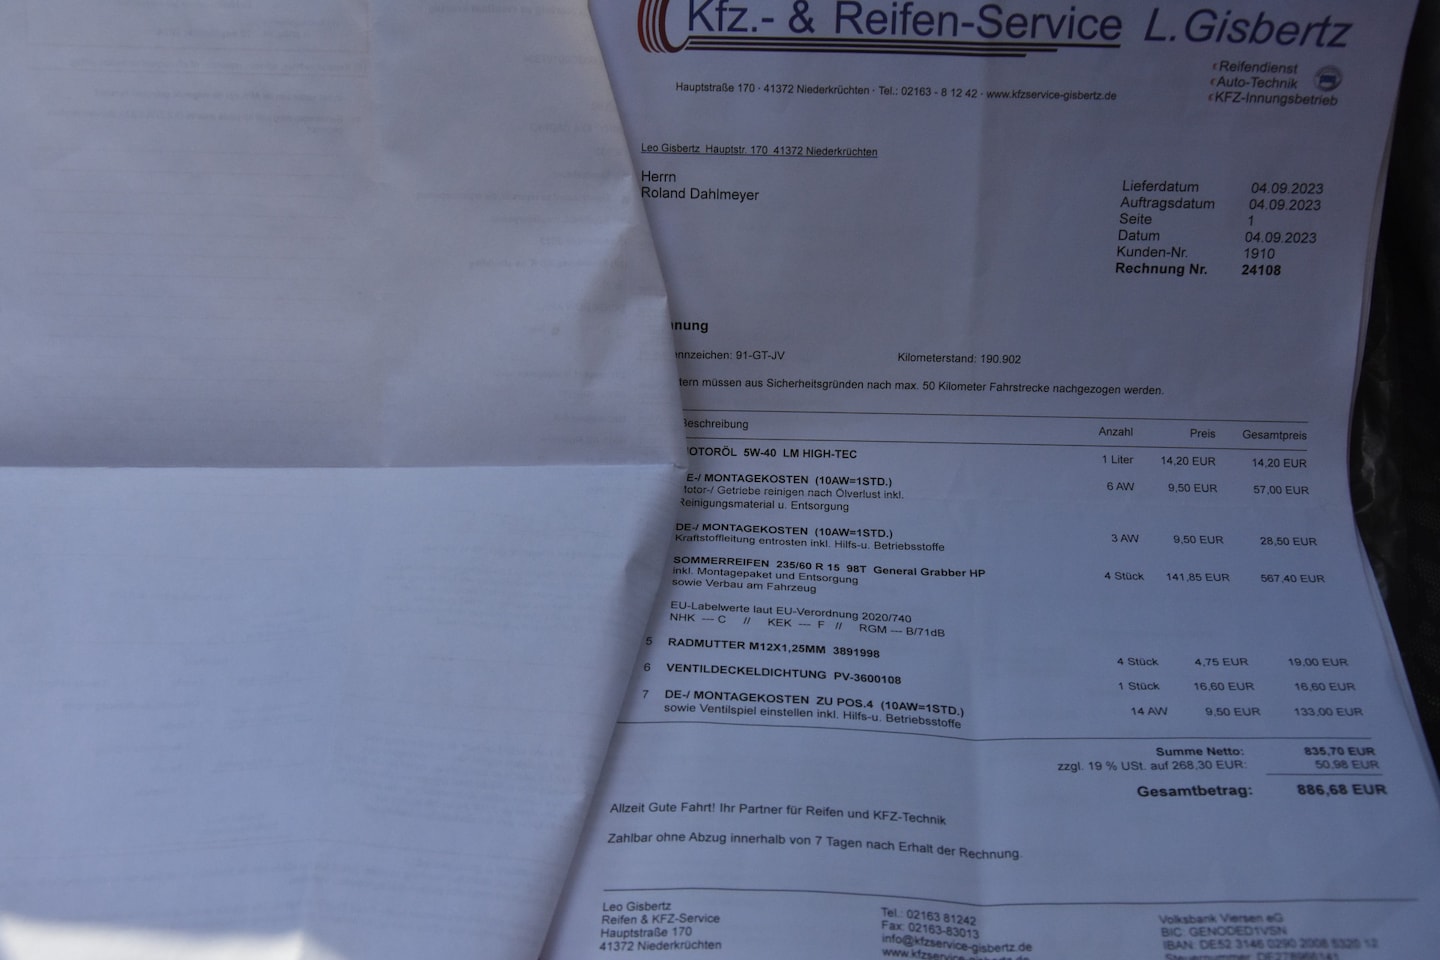 Kfz.- & Reifen-Service L.Gisbertz
Reifendienst
Auto-Technik
KFZ-Innungsbetrieb
Hauptstraße 170 · 41372 Niederkrüchten · Tel.: 02163 - 8 12 42 · www.kfzservice-gisbertz.de
Leo Gisbertz Hauptstr. 170 41372 Niederkrüchten
Herrn
Roland Dahlmeyer
Lieferdatum 04.09.2023
Auftragsdatum 04.09.2023
Seite 1
Datum 04.09.2023
Kunden-Nr. 1910
Rechnung Nr. 24108
nung
nnzeichen: 91-GT-JV Kilometerstand: 190.902
tern müssen aus Sicherheitsgründen nach max. 50 Kilometer Fahrstrecke nachgezogen werden.
Beschreibung Anzahl Preis Gesamtpreis
MOTORÖL 5W-40 LM HIGH-TEC 1 Liter 14,20 EUR 14,20 EUR
E-/ MONTAGEKOSTEN (10AW=1STD.) 6 AW 9,50 EUR 57,00 EUR
Motor-/ Getriebe reinigen nach Ölverlust inkl.
Reinigungsmaterial u. Entsorgung
DE-/ MONTAGEKOSTEN (10AW=1STD.) 3 AW 9,50 EUR 28,50 EUR
Kraftstoffleitung entrosten inkl. Hilfs-u. Betriebsstoffe
SOMMERREIFEN 235/60 R 15 98T General Grabber HP 4 Stück 141,85 EUR 567,40 EUR
inkl. Montagepaket und Entsorgung
sowie Verbau am Fahrzeug
EU-Labelwerte laut EU-Verordnung 2020/740
NHK --- C // KEK --- F // RGM --- B/71dB
5 RADMUTTER M12X1,25MM 3891998 4 Stück 4,75 EUR 19,00 EUR
6 VENTILDECKELDICHTUNG PV-3600108 1 Stück 16,60 EUR 16,60 EUR
7 DE-/ MONTAGEKOSTEN ZU POS.4 (10AW=1STD.) 14 AW 9,50 EUR 133,00 EUR
sowie Ventilspiel einstellen inkl. Hilfs-u. Betriebsstoffe
Summe Netto: 835,70 EUR
zzgl. 19 % USt. auf 268,30 EUR: 50,98 EUR
Gesamtbetrag: 886,68 EUR
Allzeit Gute Fahrt! Ihr Partner für Reifen und KFZ-Technik
Zahlbar ohne Abzug innerhalb von 7 Tagen nach Erhalt der Rechnung.
Leo Gisbertz
Reifen & KFZ-Service
Hauptstraße 170
41372 Niederkrüchten
Tel.: 02163 81242
Fax: 02163-83013
info@kfzservice-gisbertz.de
www.kfzservice-gisbertz.de
Volksbank Viersen eG
BIC: GENODED1VSN
IBAN: DE52 3146 0290 2008 5320 12
Steuernummer: